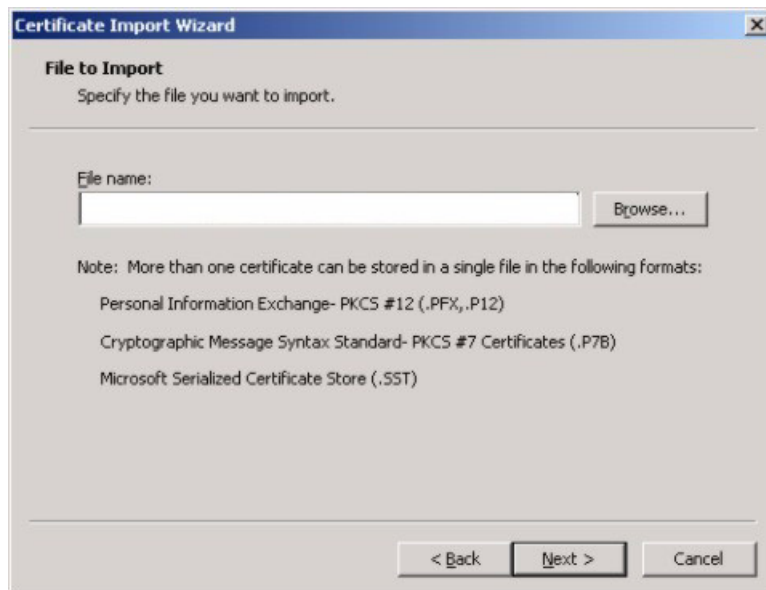 Certificate Import Wizard
File to Import
Specify the file you want to import.
File name:
Browse...
Note: More than one certificate can be stored in a single file in the following formats:
Personal Information Exchange- PKCS #12 (.PFX,.P12)
Cryptographic Message Syntax Standard- PKCS #7 Certificates (.P7B)
Microsoft Serialized Certificate Store (.SST)
< Back Next > Cancel